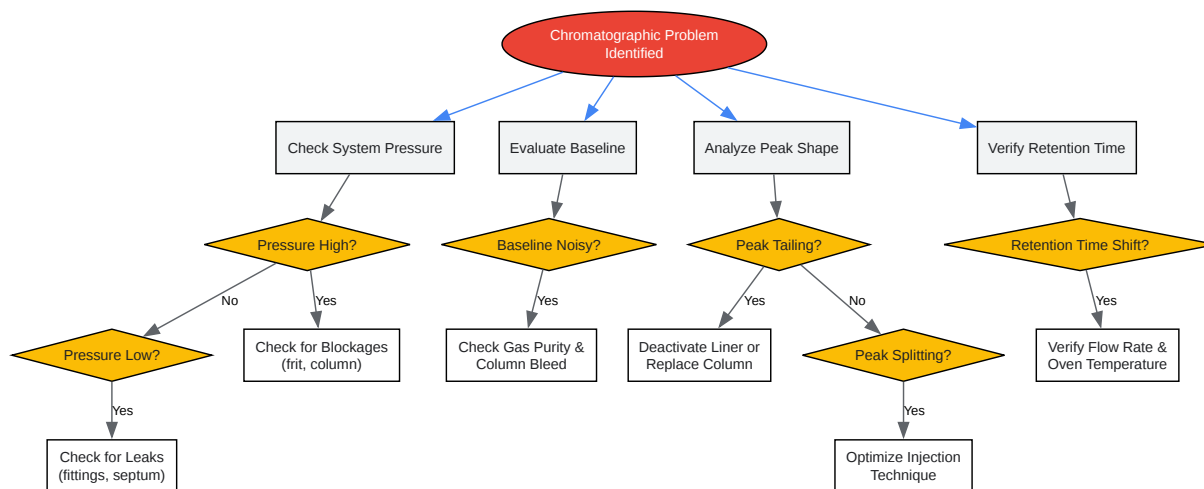 Chromatographic Problem
Identified
Check System Pressure
Evaluate Baseline
Analyze Peak Shape
Verify Retention Time
Pressure High?
Baseline Noisy?
Peak Tailing?
Retention Time Shift?
No
Yes
Yes
Yes
No
Yes
Pressure Low?
Check for Blockages
(frit, column)
Check Gas Purity &
Column Bleed
Deactivate Liner or
Replace Column
Peak Splitting?
Verify Flow Rate &
Oven Temperature
Yes
Yes
Check for Leaks
(fittings, septum)
Optimize Injection
Technique